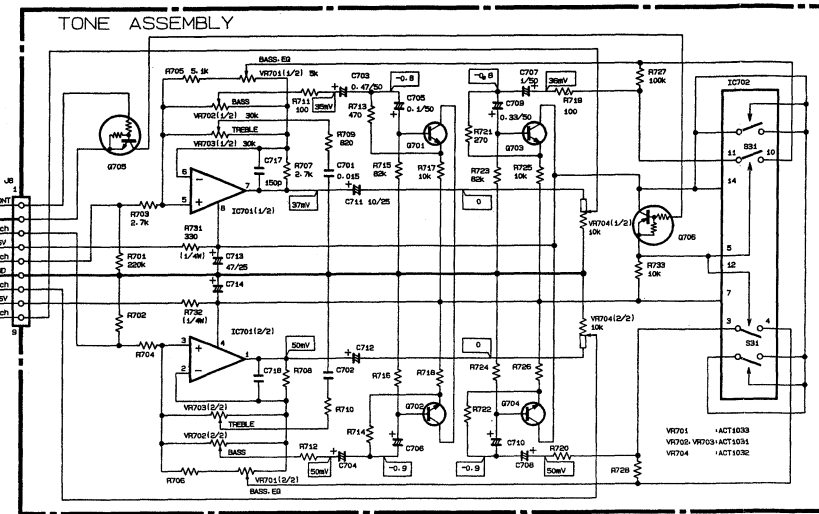 TONE ASSEMBLY
BASS.EQ
R705 5.1K
VR701(1/2) 5k
C703
0.47/50
-0.8
-0.8
C707
1/50
36mV
R727
100k
IC702
BASS
VR702(1/2) 30k
R711
100
35mV
R713
470
C705
0.1/50
C709
0.33/50
R719
100
TREBLE
VR703(1/2) 30k
R709
820
Q701
R721
270
Q703
S31
11
10
Q705
C717
150p
R707
2.7k
C701
0.015
R715
82k
R717
10k
R723
82k
R725
10k
14
J8
1
6
7
5
IC701(1/2)
8
37mV
C711 10/25
0
VR704(1/2)
10k
Q706
R703
2.7k
R731
330
(1/4W)
R701
220k
C713
47/25
C714
R733
10k
5
12
7
R702
R732
(1/4W)
VR704(2/2)
10k
3
4
S31
9
R704
IC701(2/2)
3
4
1
2
50mV
C712
0
C718
R708
C702
R716
R718
R724
R726
VR703(2/2)
TREBLE
R710
Q702
R722
Q704
VR702(2/2)
BASS
R714
R712
C706
C710
R720
R706
50mV
C704
-0.9
-0.9
C708
50mV
R728
VR701(2/2)
BASS.EQ
VR701 :ACT1033
VR702, VR703:ACT1031
VR704 :ACT1032